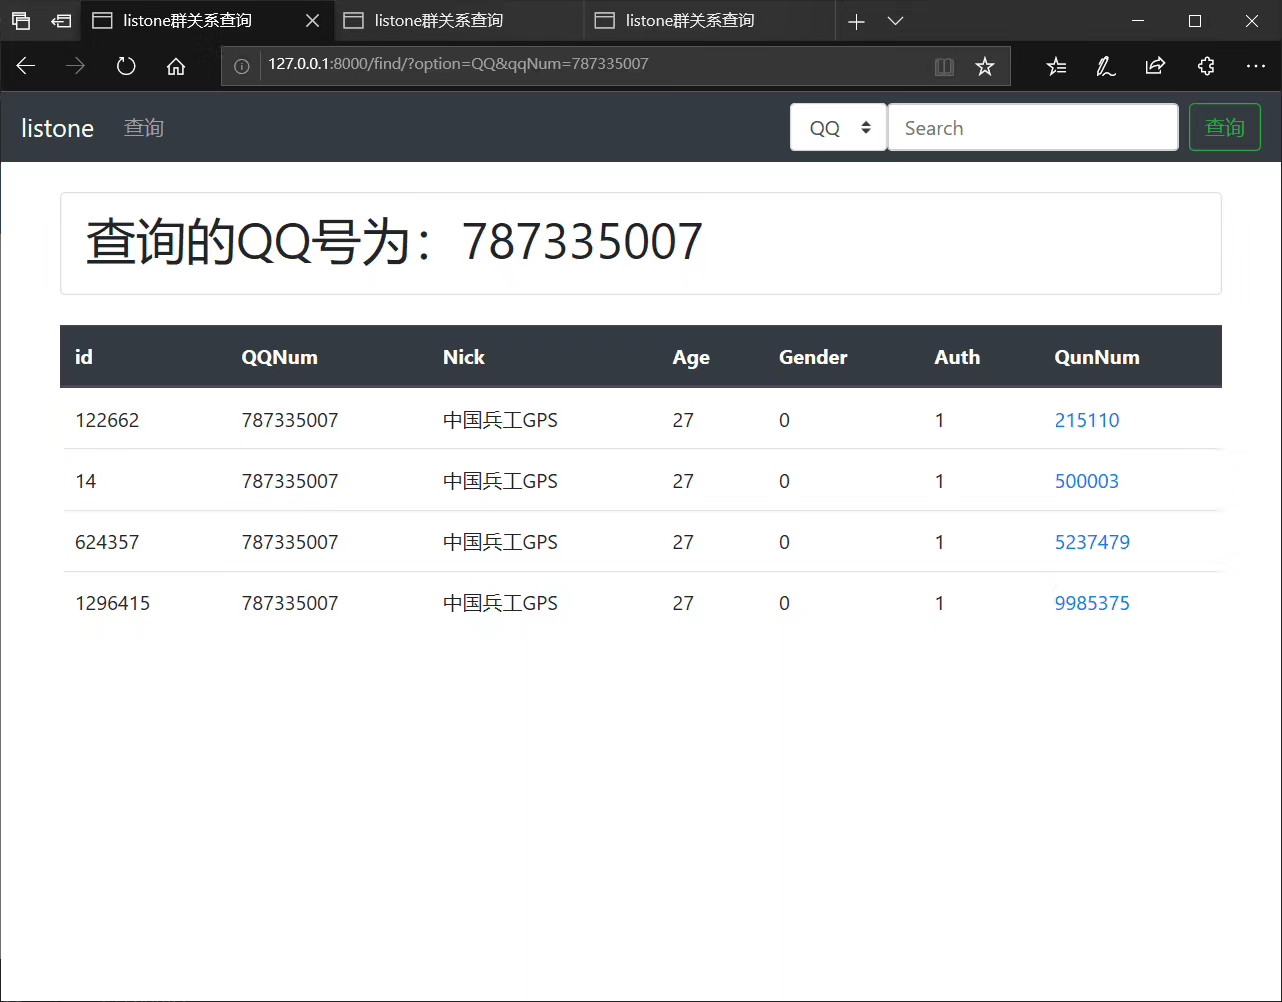 listone群关系查询 listone群关系查询 listone群关系查询
127.0.0.1:8000/find/?option=QQ&qqNum=787335007
listone 查询 QQ Search 查询
查询的QQ号为：787335007
id QQNum Nick Age Gender Auth QunNum
122662 787335007 中国兵工GPS 27 0 1 215110
14 787335007 中国兵工GPS 27 0 1 500003
624357 787335007 中国兵工GPS 27 0 1 5237479
1296415 787335007 中国兵工GPS 27 0 1 9985375